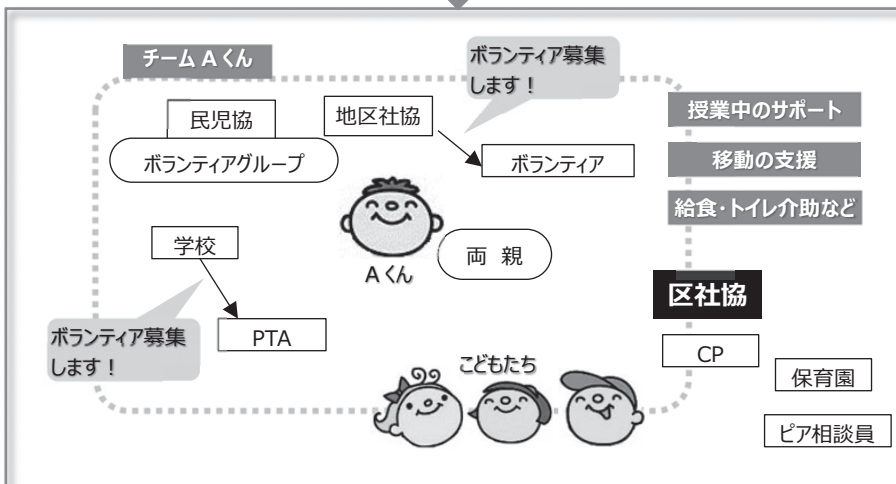 チーム A くん
ボランティア募集
します！
民児協
ボランティアグループ
地区社協
ボランティア
授業中のサポート
移動の支援
給食・トイレ介助など
学校
A くん
両 親
ボランティア募集
します！
PTA
こどもたち
区社協
CP
保育園
ピア相談員